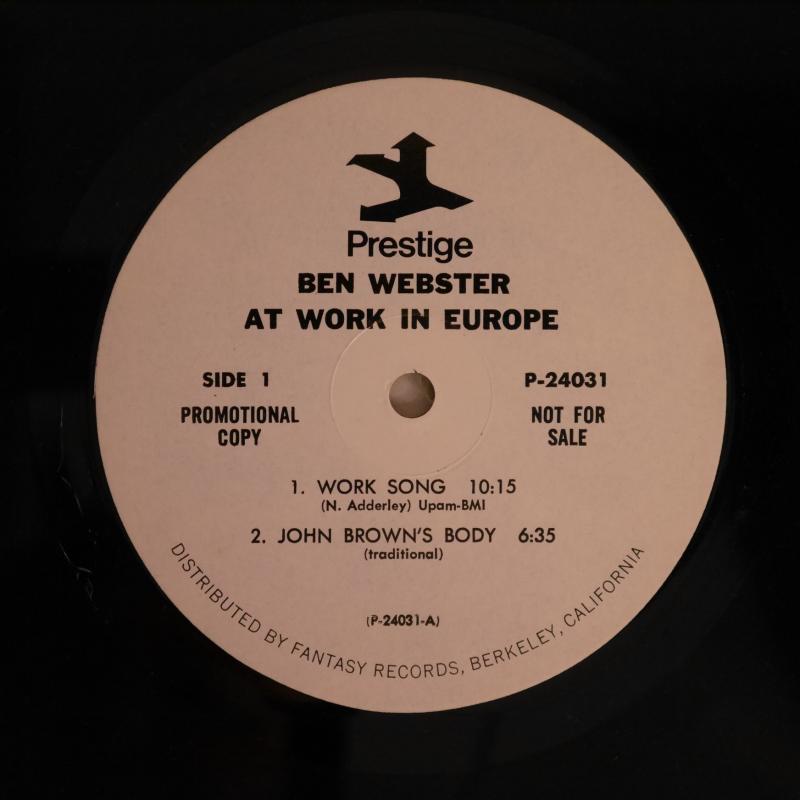 Prestige
BEN WEBSTER
AT WORK IN EUROPE
SIDE 1
P-24031
PROMOTIONAL
COPY
NOT FOR
SALE
1. WORK SONG 10:15
(N. Adderley) Upam-BMI
2. JOHN BROWN'S BODY 6:35
(traditional)
(P-24031-A)
DISTRIBUTED BY FANTASY RECORDS, BERKELEY, CALIFORNIA